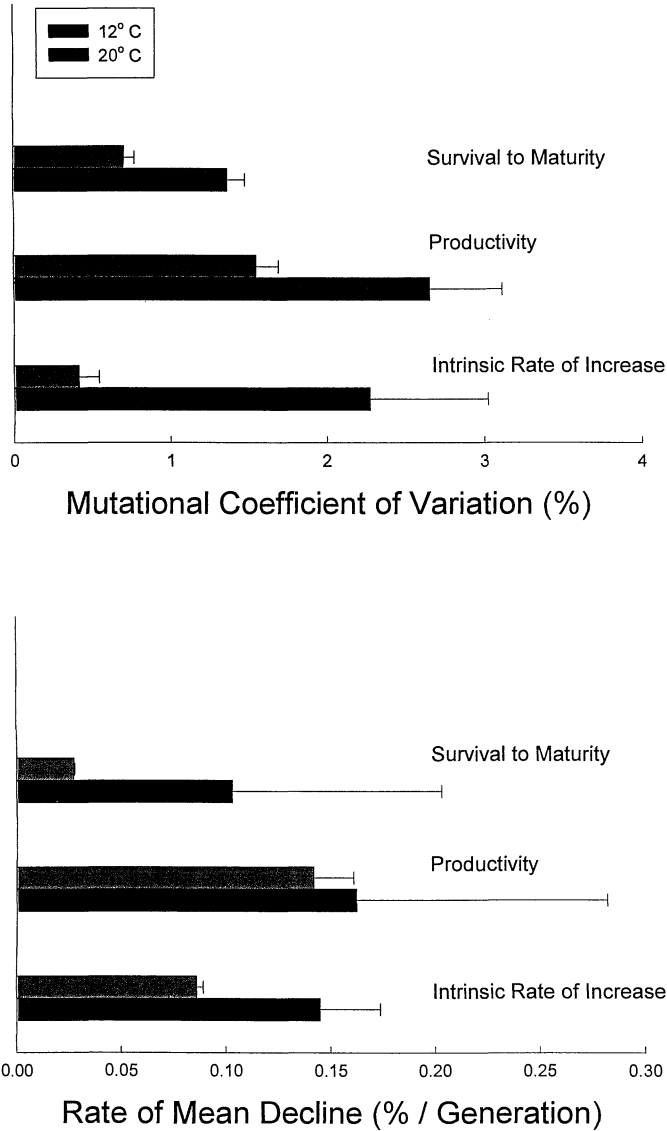 12° C
20° C
Survival to Maturity
Productivity
Intrinsic Rate of Increase
0 1 2 3 4
Mutational Coefficient of Variation (%)
Survival to Maturity
Productivity
Intrinsic Rate of Increase
0.00 0.05 0.10 0.15 0.20 0.25 0.30
Rate of Mean Decline (% / Generation)